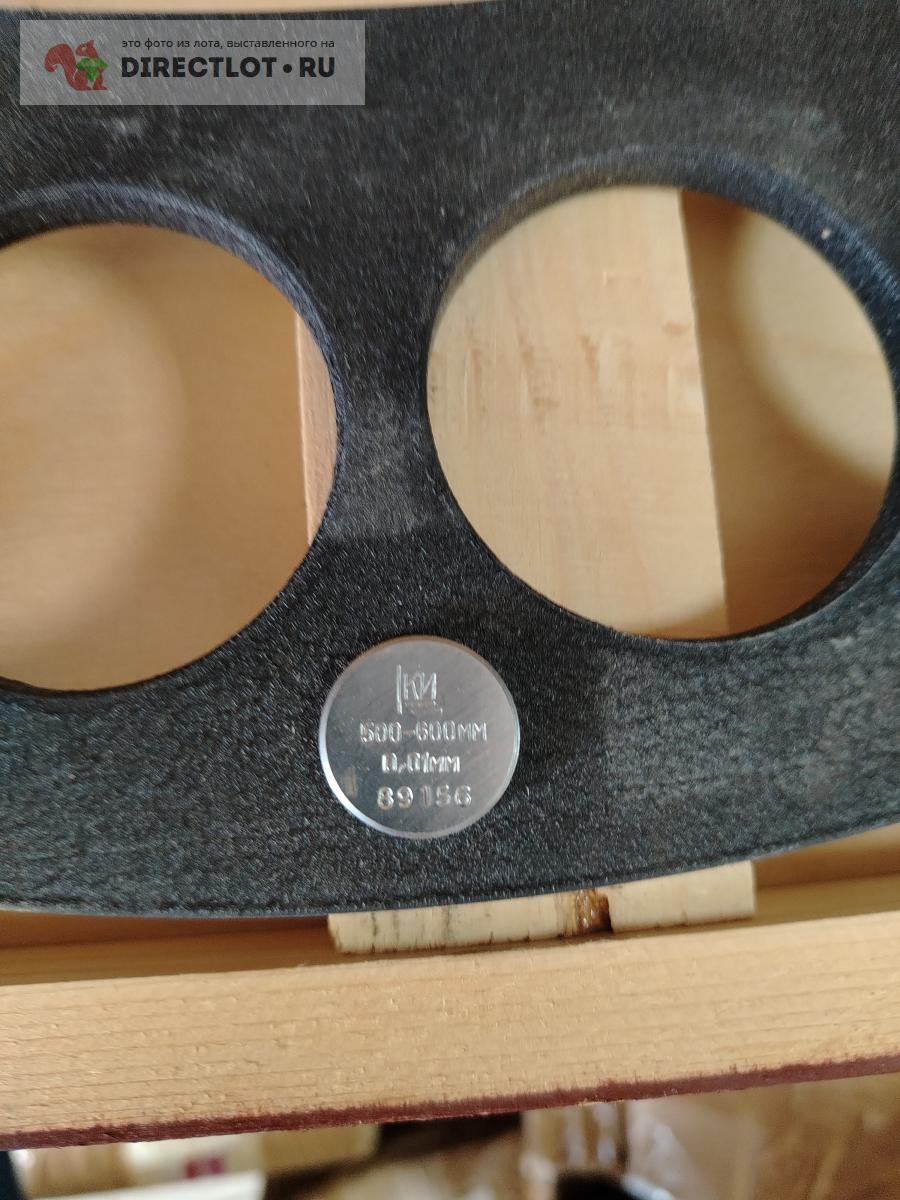 это фото из лота, выставленного на
DIRECTLOT.RU
КИ
500-600мм
0,01мм
89156